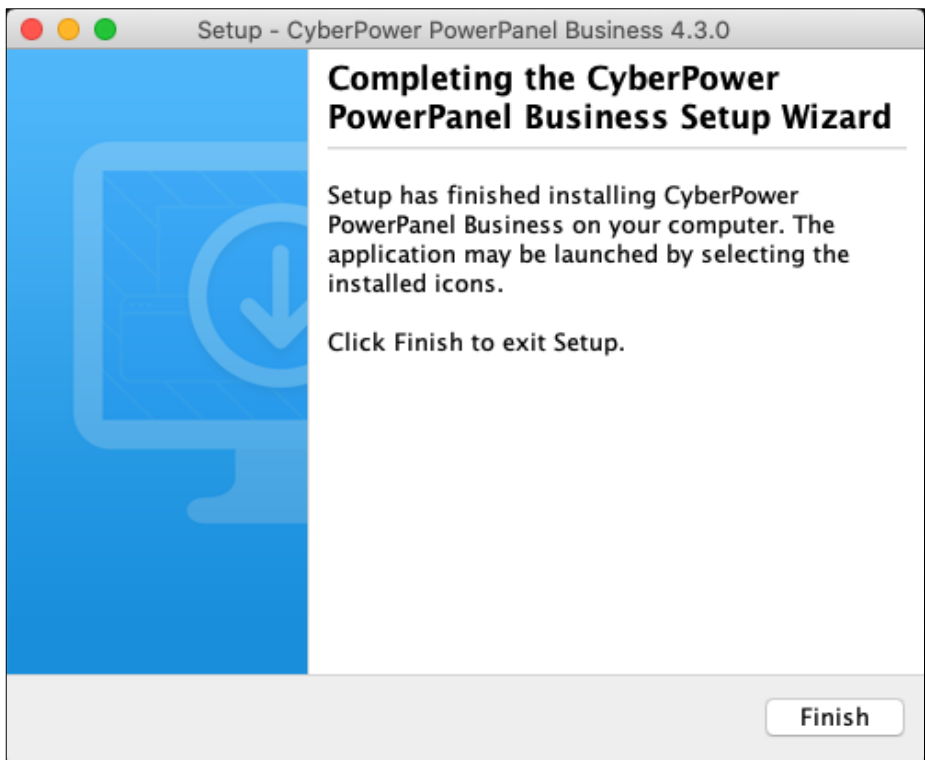 Setup - CyberPower PowerPanel Business 4.3.0
Completing the CyberPower
PowerPanel Business Setup Wizard
Setup has finished installing CyberPower
PowerPanel Business on your computer. The
application may be launched by selecting the
installed icons.
Click Finish to exit Setup.
Finish